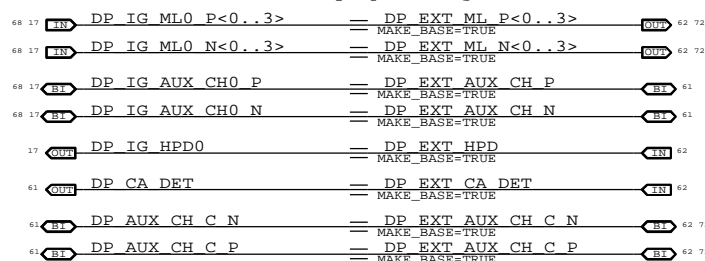 68 17 IN DP_IG_ML0_P<0..3> = DP_EXT_ML_P<0..3> OUT 62 72
MAKE_BASE=TRUE
68 17 IN DP_IG_ML0_N<0..3> = DP_EXT_ML_N<0..3> OUT 62 72
MAKE_BASE=TRUE
68 17 BI DP_IG_AUX_CH0_P = DP_EXT_AUX_CH_P BI 61
MAKE_BASE=TRUE
68 17 BI DP_IG_AUX_CH0_N = DP_EXT_AUX_CH_N BI 61
MAKE_BASE=TRUE
17 OUT DP_IG_HPD0 = DP_EXT_HPD IN 62
MAKE_BASE=TRUE
61 OUT DP_CA_DET = DP_EXT_CA_DET IN 62
MAKE_BASE=TRUE
61 BI DP_AUX_CH_C_N = DP_EXT_AUX_CH_C_N BI 62 7
MAKE_BASE=TRUE
61 BI DP_AUX_CH_C_P = DP_EXT_AUX_CH_C_P BI 62 7
MAKE_BASE=TRUE